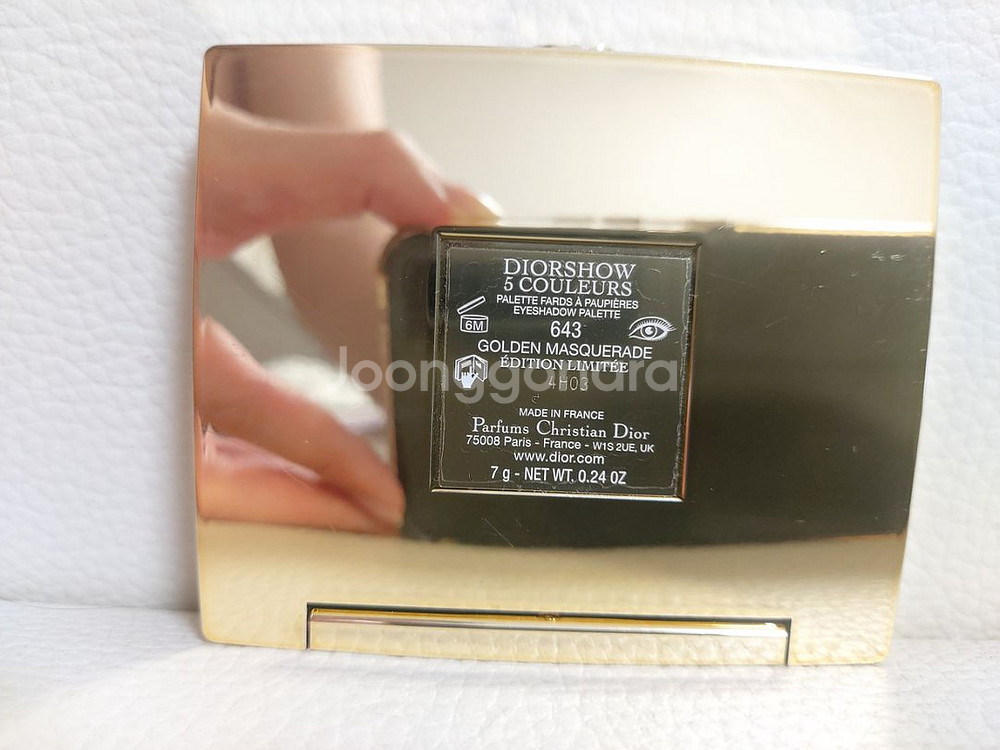 DIORSHOW
5 COULEURS
PALETTE FARDS À PAUPIÈRES
EYESHADOW PALETTE
6M
643
GOLDEN MASQUERADE
ÉDITION LIMITÉE
Joonggonara
4H03
MADE IN FRANCE
Parfums Christian Dior
75008 Paris - France - W1S 2UE, UK
www.dior.com
7 g - NET WT. 0.24 OZ